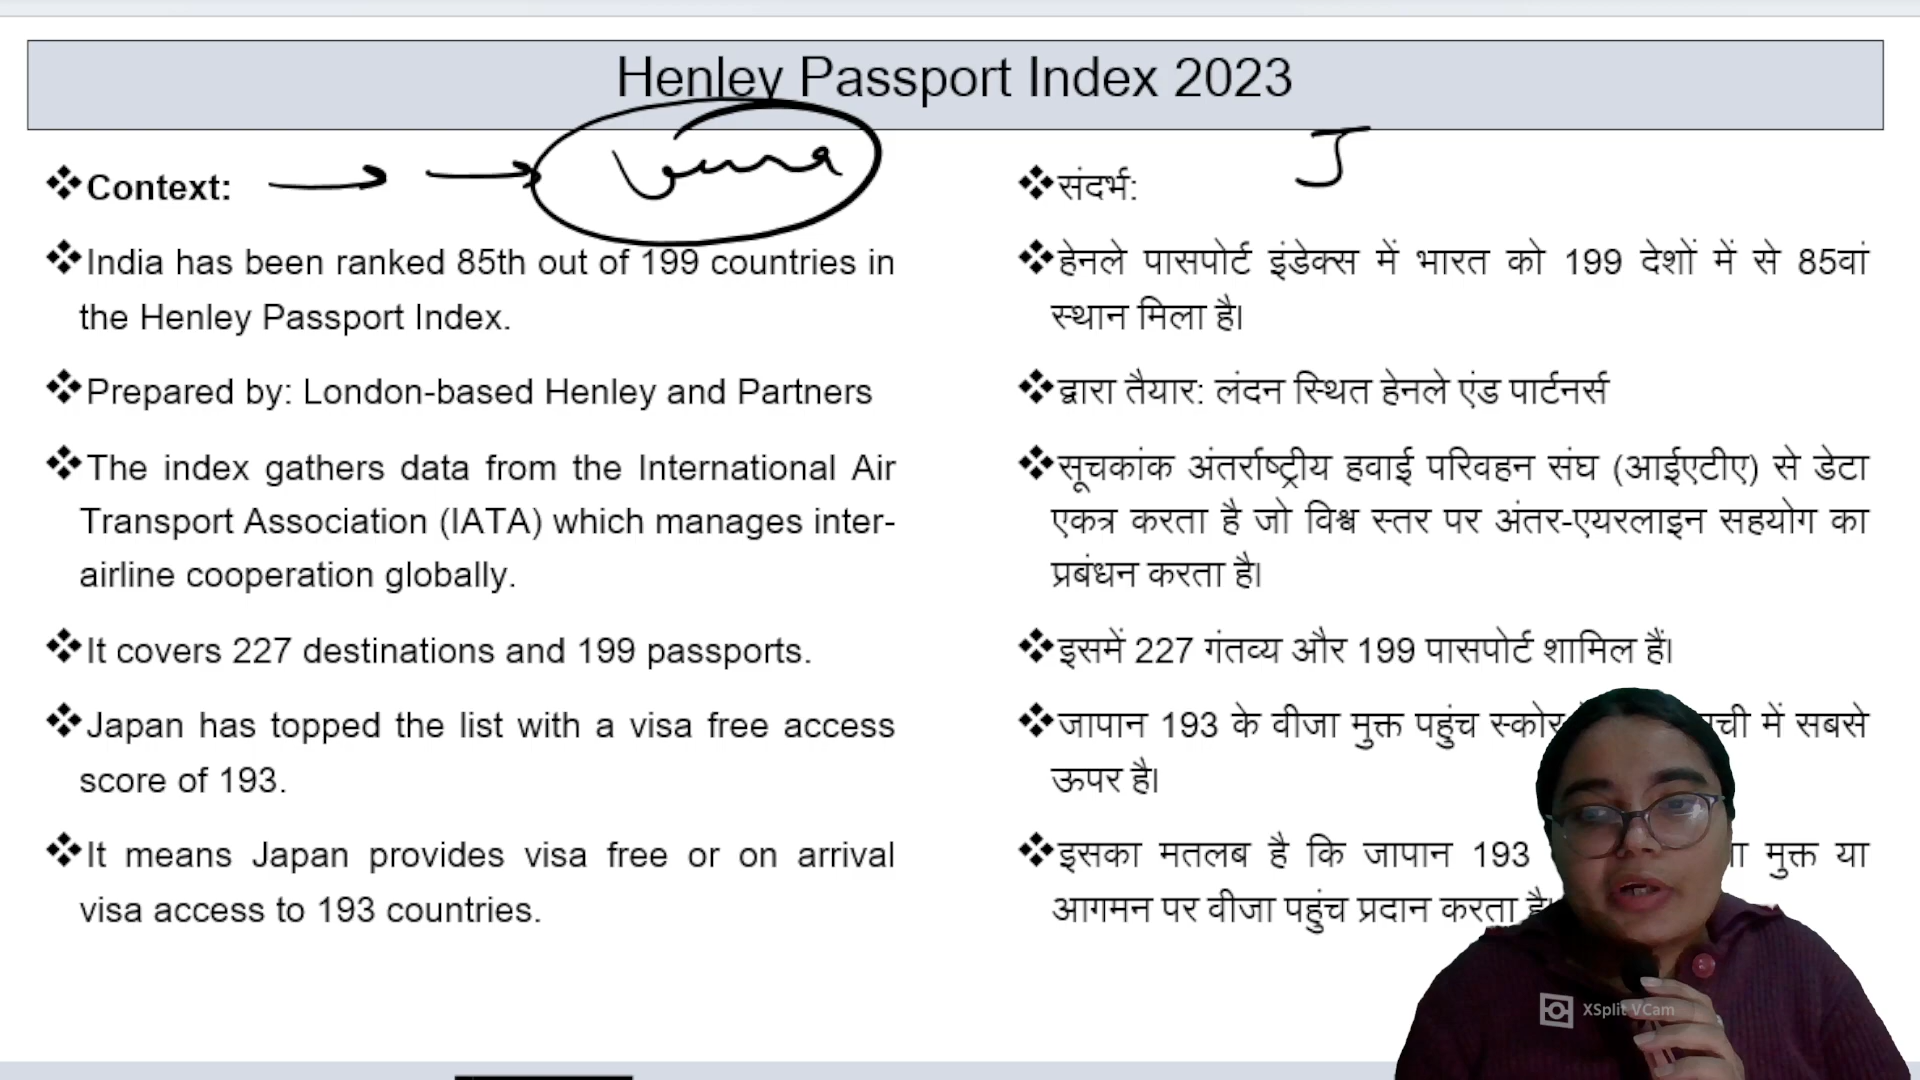 Henley Passport Index 2023
❖Context:
❖India has been ranked 85th out of 199 countries in
the Henley Passport Index.
❖Prepared by: London-based Henley and Partners
❖The index gathers data from the International Air
Transport Association (IATA) which manages inter-
airline cooperation globally.
❖It covers 227 destinations and 199 passports.
❖Japan has topped the list with a visa free access
score of 193.
❖It means Japan provides visa free or on arrival
visa access to 193 countries.
J
❖संदर्भ:
❖हेनले पासपोर्ट इंडेक्स में भारत को 199 देशों में से 85वां
स्थान मिला है।
❖द्वारा तैयार: लंदन स्थित हेनले एंड पार्टनर्स
❖सूचकांक अंतर्राष्ट्रीय हवाई परिवहन संघ (आईएटीए) से डेटा
एकत्र करता है जो विश्व स्तर पर अंतर-एयरलाइन सहयोग का
प्रबंधन करता है।
❖इसमें 227 गंतव्य और 199 पासपोर्ट शामिल हैं।
❖जापान 193 के वीजा मुक्त पहुंच स्कोर में सबसे
ऊपर है।
❖इसका मतलब है कि जापान 193 मुक्त या
आगमन पर वीजा पहुंच प्रदान करता है।
XSplit VCam